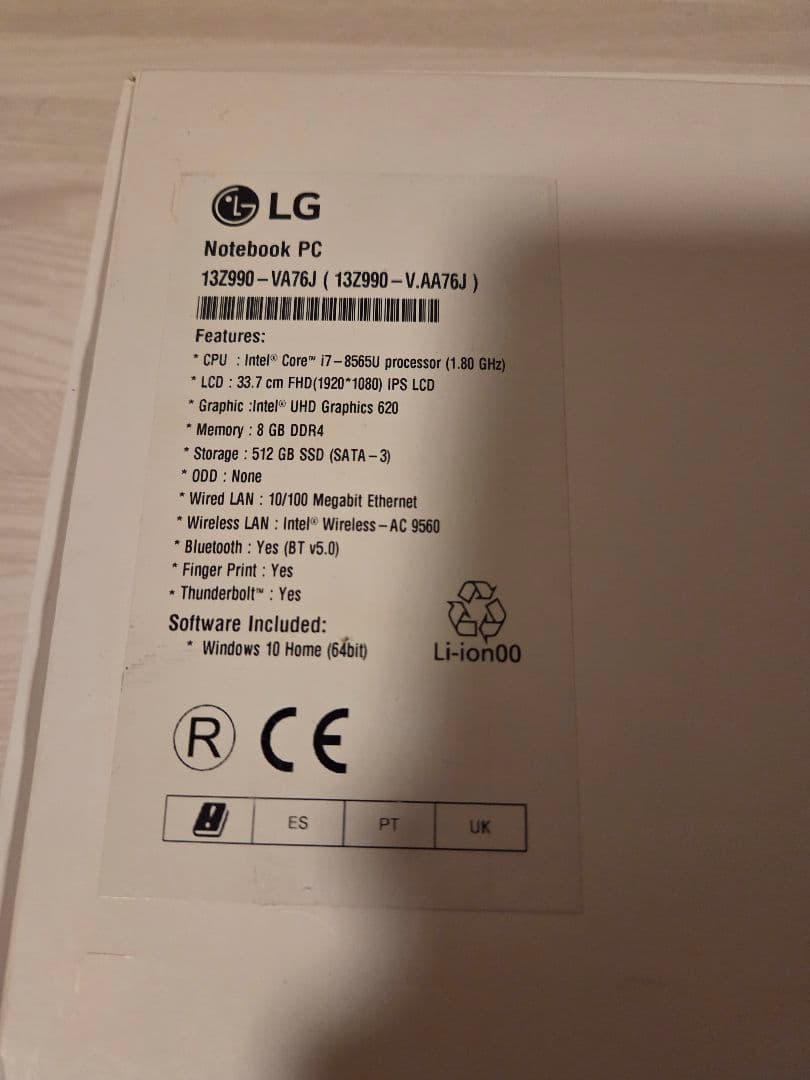 LG
Notebook PC
13Z990-VA76J ( 13Z990-V.AA76J )
Features:
* CPU : Intel® Core™ i7-8565U processor (1.80 GHz)
* LCD : 33.7 cm FHD(1920*1080) IPS LCD
* Graphic :Intel® UHD Graphics 620
* Memory : 8 GB DDR4
* Storage : 512 GB SSD (SATA-3)
* ODD : None
* Wired LAN : 10/100 Megabit Ethernet
* Wireless LAN : Intel® Wireless-AC 9560
* Bluetooth : Yes (BT v5.0)
* Finger Print : Yes
* Thunderbolt™ : Yes
Software Included:
* Windows 10 Home (64bit)
Li-ion00
R CE
! ES PT UK